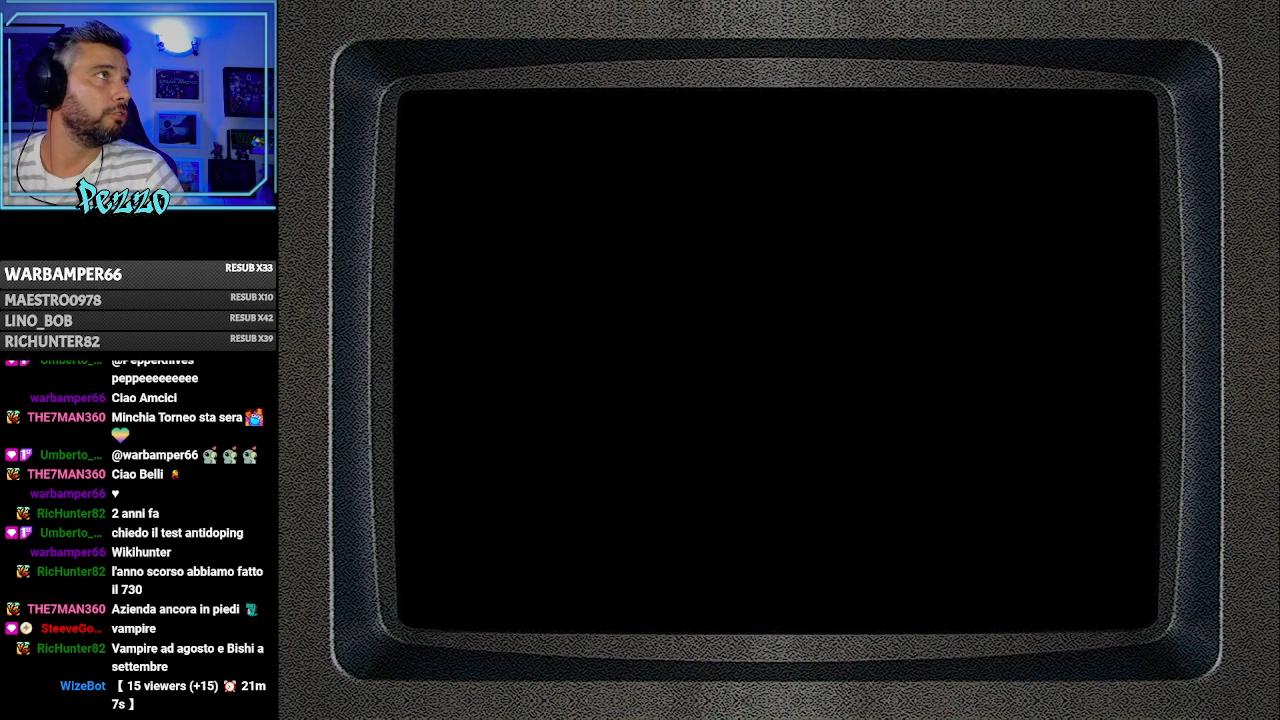 Pezzo
WARBAMPER66 RESUB X33
MAESTRO0978 RESUB X10
LINO_BOB RESUB X42
RICHUNTER82 RESUB X39
Umberto_... @PeppeKnives
peppeeeeeeeee
warbamper66 Ciao Amcici
THE7MAN360 Minchia Torneo sta sera
Umberto_... @warbamper66
THE7MAN360 Ciao Belli
warbamper66 ♥
RicHunter82 2 anni fa
Umberto_... chiedo il test antidoping
warbamper66 Wikihunter
RicHunter82 l'anno scorso abbiamo fatto
il 730
THE7MAN360 Azienda ancora in piedi
SteeveGo... vampire
RicHunter82 Vampire ad agosto e Bishi a
settembre
WizeBot 【 15 viewers (+15) ⏰ 21m
7s 】